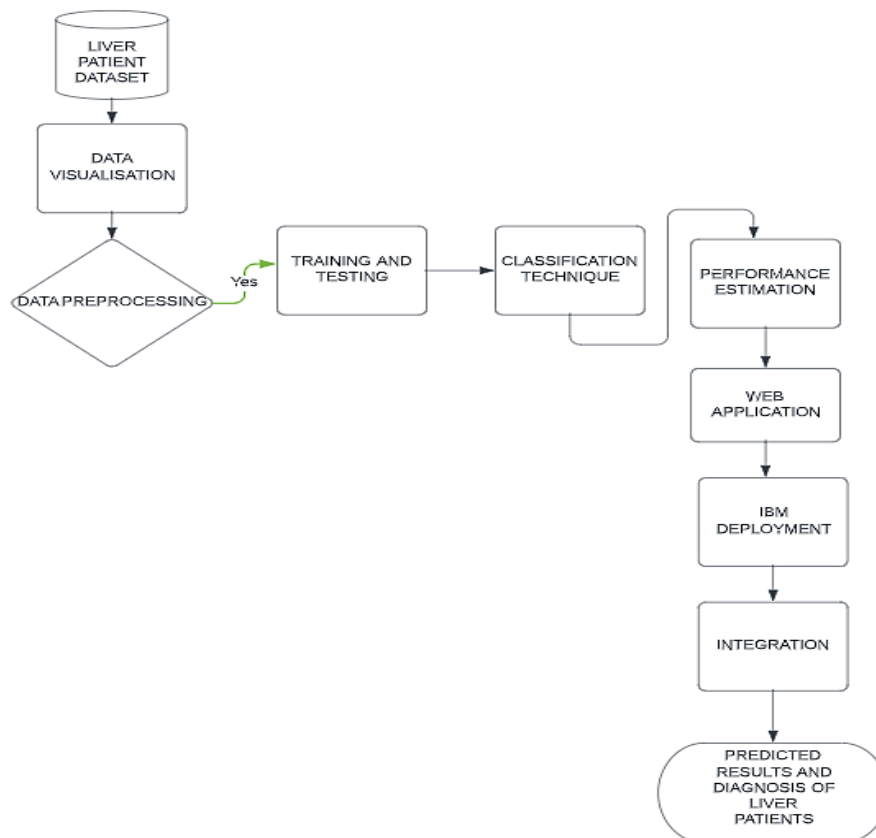 LIVER
PATIENT
DATASET
DATA
VISUALISATION
DATA PREPROCESSING
Yes
TRAINING AND
TESTING
CLASSIFICATION
TECHNIQUE
PERFORMANCE
ESTIMATION
WEB
APPLICATION
IBM
DEPLOYMENT
INTEGRATION
PREDICTED
RESULTS AND
DIAGNOSIS OF
LIVER
PATIENTS